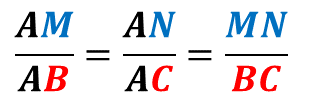 AM/AB = AN/AC = MN/BC